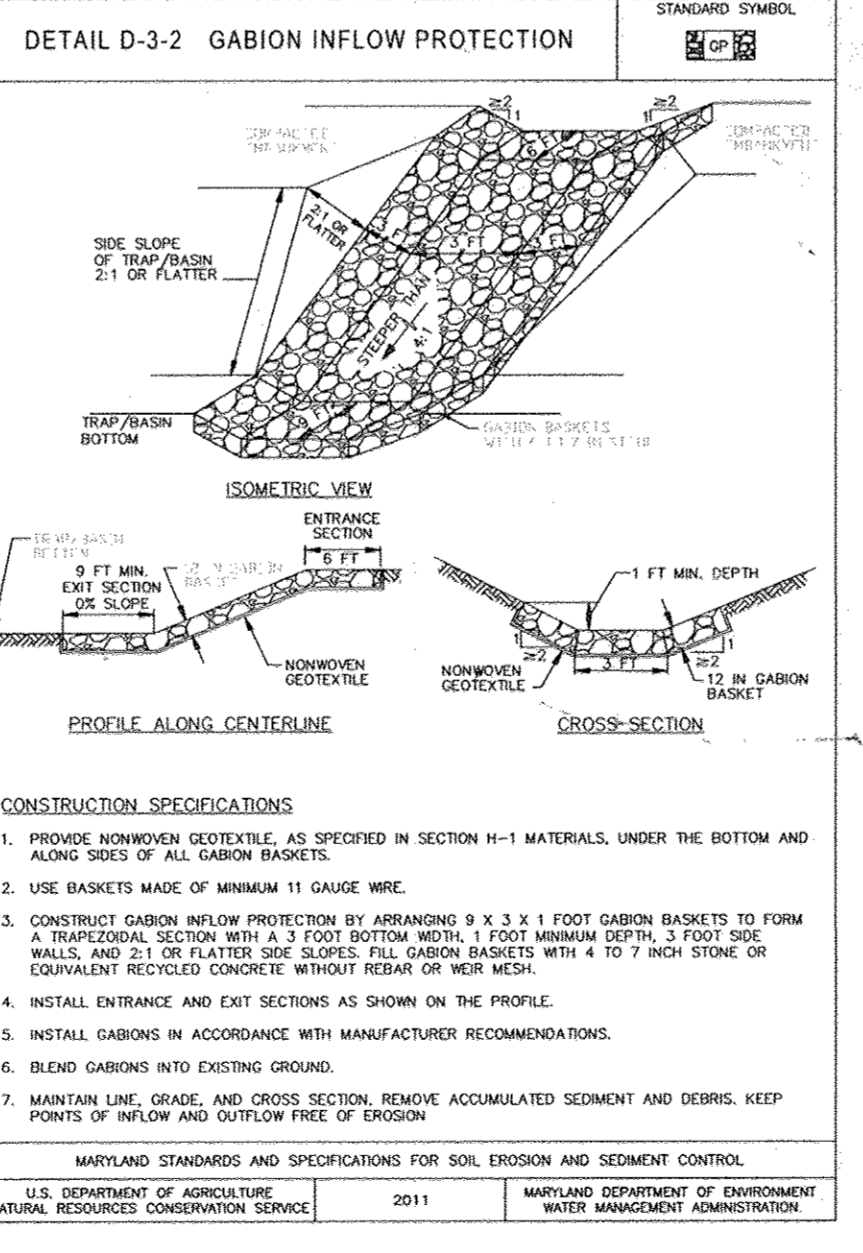 STANDARD SYMBOL
DETAIL D-3-2 GABION INFLOW PROTECTION
GP
≥2
1
≥2
1
COMPACTED
EMBANKMENT
COMPACTED
EMBANKMENT
6 FT
2:1 OR
FLATTER
3 FT
3 FT
3 FT
SIDE SLOPE
OF TRAP/BASIN
2:1 OR FLATTER
STEEPER THAN
4:1
9 FT
TRAP/BASIN
BOTTOM
GABION BASKETS
ISOMETRIC VIEW
TRAP/BASIN
BOTTOM
9 FT MIN.
EXIT SECTION
0% SLOPE
12 IN GABION
BASKET
ENTRANCE
SECTION
6 FT
NONWOVEN
GEOTEXTILE
PROFILE ALONG CENTERLINE
1 FT MIN. DEPTH
1
≥2
3 FT
1
≥2
NONWOVEN
GEOTEXTILE
12 IN GABION
BASKET
CROSS-SECTION
CONSTRUCTION SPECIFICATIONS
1. PROVIDE NONWOVEN GEOTEXTILE, AS SPECIFIED IN SECTION H-1 MATERIALS, UNDER THE BOTTOM AND
ALONG SIDES OF ALL GABION BASKETS.
2. USE BASKETS MADE OF MINIMUM 11 GAUGE WIRE.
3. CONSTRUCT GABION INFLOW PROTECTION BY ARRANGING 9 X 3 X 1 FOOT GABION BASKETS TO FORM
A TRAPEZOIDAL SECTION WITH A 3 FOOT BOTTOM WIDTH, 1 FOOT MINIMUM DEPTH, 3 FOOT SIDE
WALLS, AND 2:1 OR FLATTER SIDE SLOPES. FILL GABION BASKETS WITH 4 TO 7 INCH STONE OR
EQUIVALENT RECYCLED CONCRETE WITHOUT REBAR OR WEIR MESH.
4. INSTALL ENTRANCE AND EXIT SECTIONS AS SHOWN ON THE PROFILE.
5. INSTALL GABIONS IN ACCORDANCE WITH MANUFACTURER RECOMMENDATIONS.
6. BLEND GABIONS INTO EXISTING GROUND.
7. MAINTAIN LINE, GRADE, AND CROSS SECTION. REMOVE ACCUMULATED SEDIMENT AND DEBRIS. KEEP
POINTS OF INFLOW AND OUTFLOW FREE OF EROSION
MARYLAND STANDARDS AND SPECIFICATIONS FOR SOIL EROSION AND SEDIMENT CONTROL
U.S. DEPARTMENT OF AGRICULTURE
ATURAL RESOURCES CONSERVATION SERVICE
2011
MARYLAND DEPARTMENT OF ENVIRONMENT
WATER MANAGEMENT ADMINISTRATION.